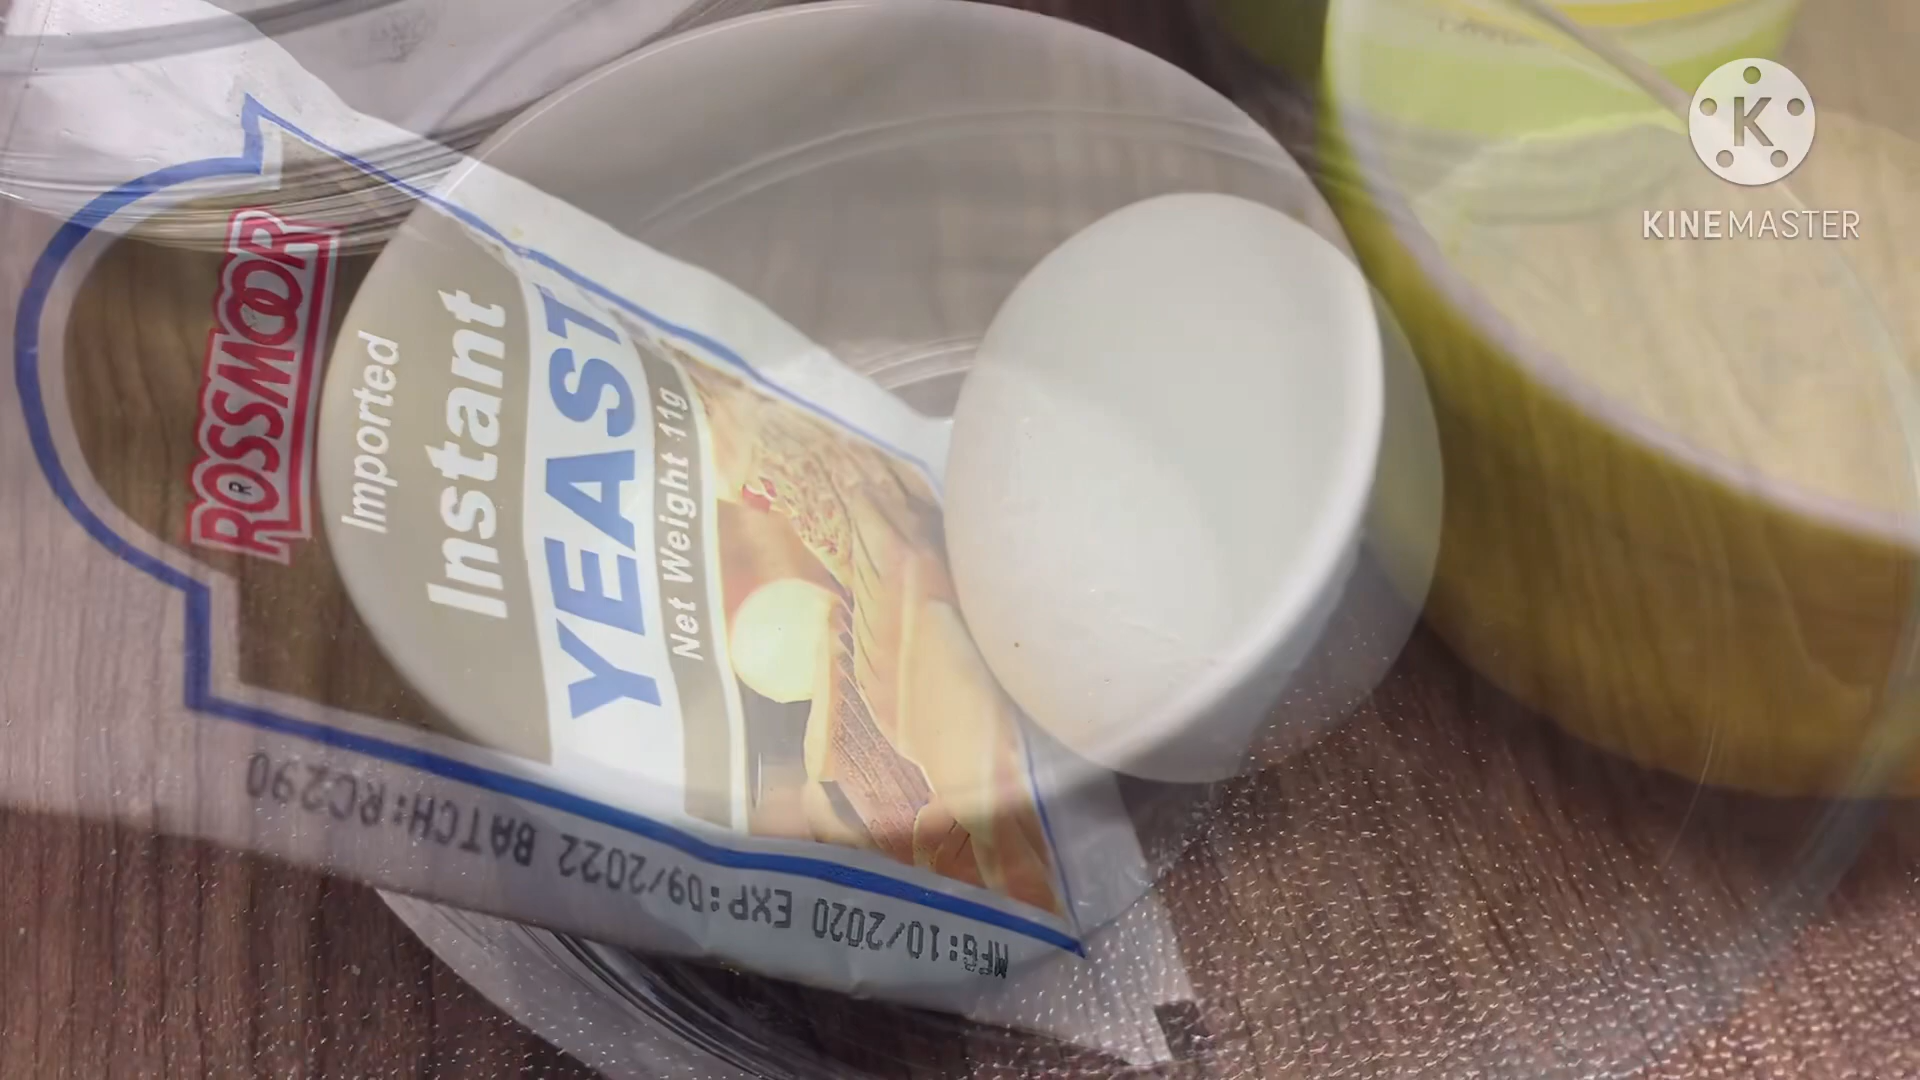 ROSSMOOR
R
Imported
Instant
YEAST
Net Weight 11g
MFG:10/2020 EXP:09/2022 BATCH:RC290
K
KINEMASTER